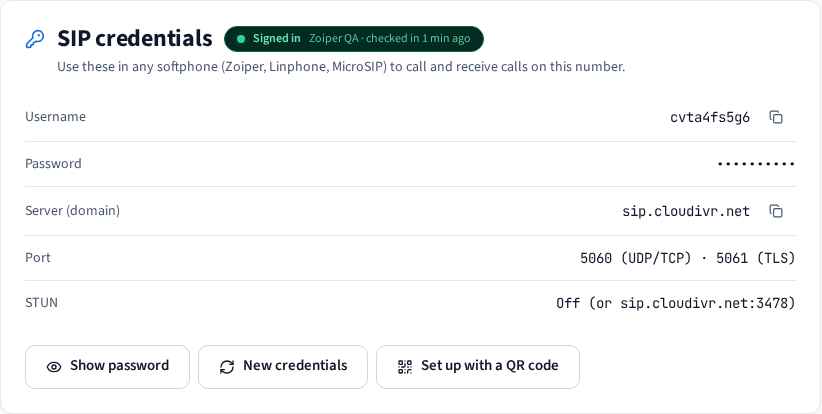 SIP credentials Signed in Zoiper QA · checked in 1 min ago
Use these in any softphone (Zoiper, Linphone, MicroSIP) to call and receive calls on this number.
Username cvta4fs5g6
Password ••••••••••
Server (domain) sip.cloudivr.net
Port 5060 (UDP/TCP) · 5061 (TLS)
STUN Off (or sip.cloudivr.net:3478)
Show password New credentials Set up with a QR code